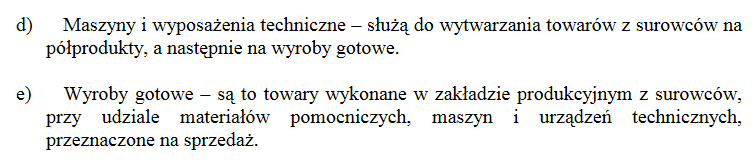 d) Maszyny i wyposażenia techniczne – służą do wytwarzania towarów z surowców na
półprodukty, a następnie na wyroby gotowe.
e) Wyroby gotowe – są to towary wykonane w zakładzie produkcyjnym z surowców,
przy udziale materiałów pomocniczych, maszyn i urządzeń technicznych,
przeznaczone na sprzedaż.